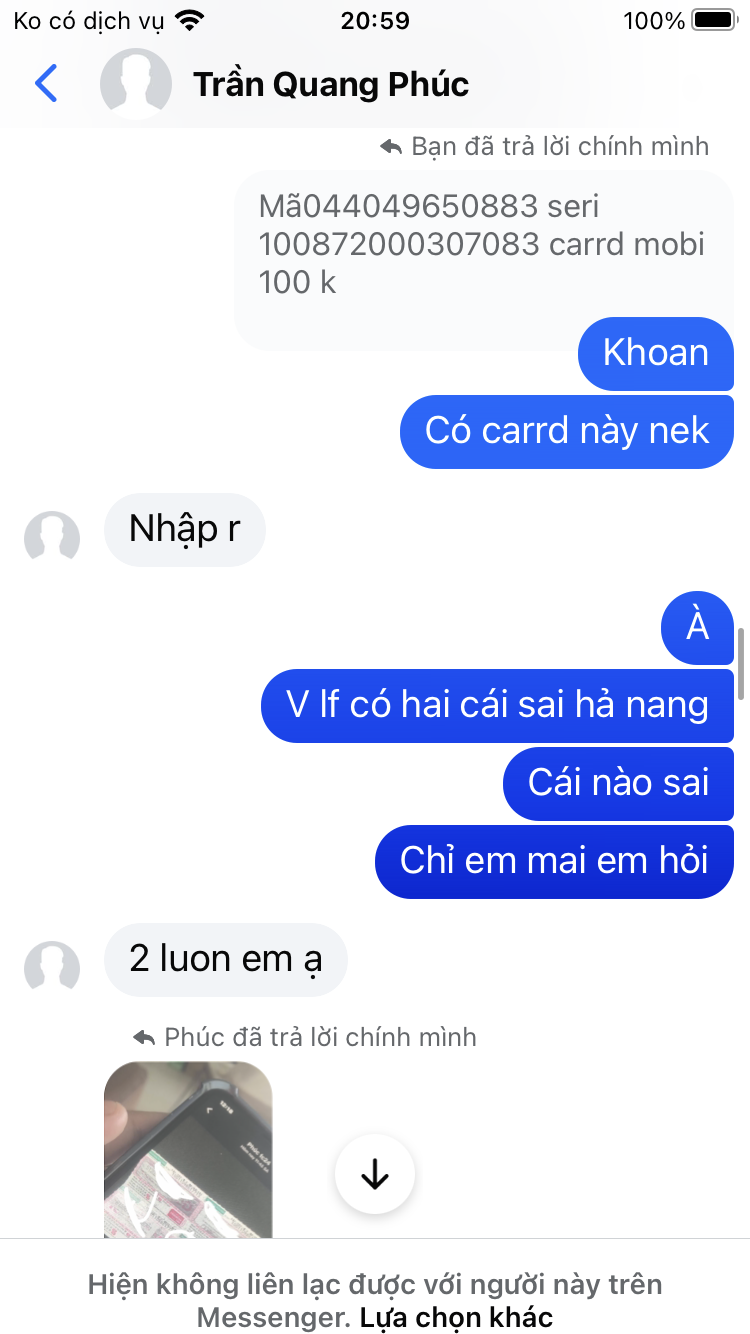 Ko có dịch vụ
20:59
100%
Trần Quang Phúc
Bạn đã trả lời chính mình
Mã044049650883 seri
100872000307083 carrd mobi
100 k
Khoan
Có carrd này nek
Nhập r
À
V lf có hai cái sai hả nang
Cái nào sai
Chỉ em mai em hỏi
2 luon em ạ
Phúc đã trả lời chính mình
Hiện không liên lạc được với người này trên
Messenger. Lựa chọn khác